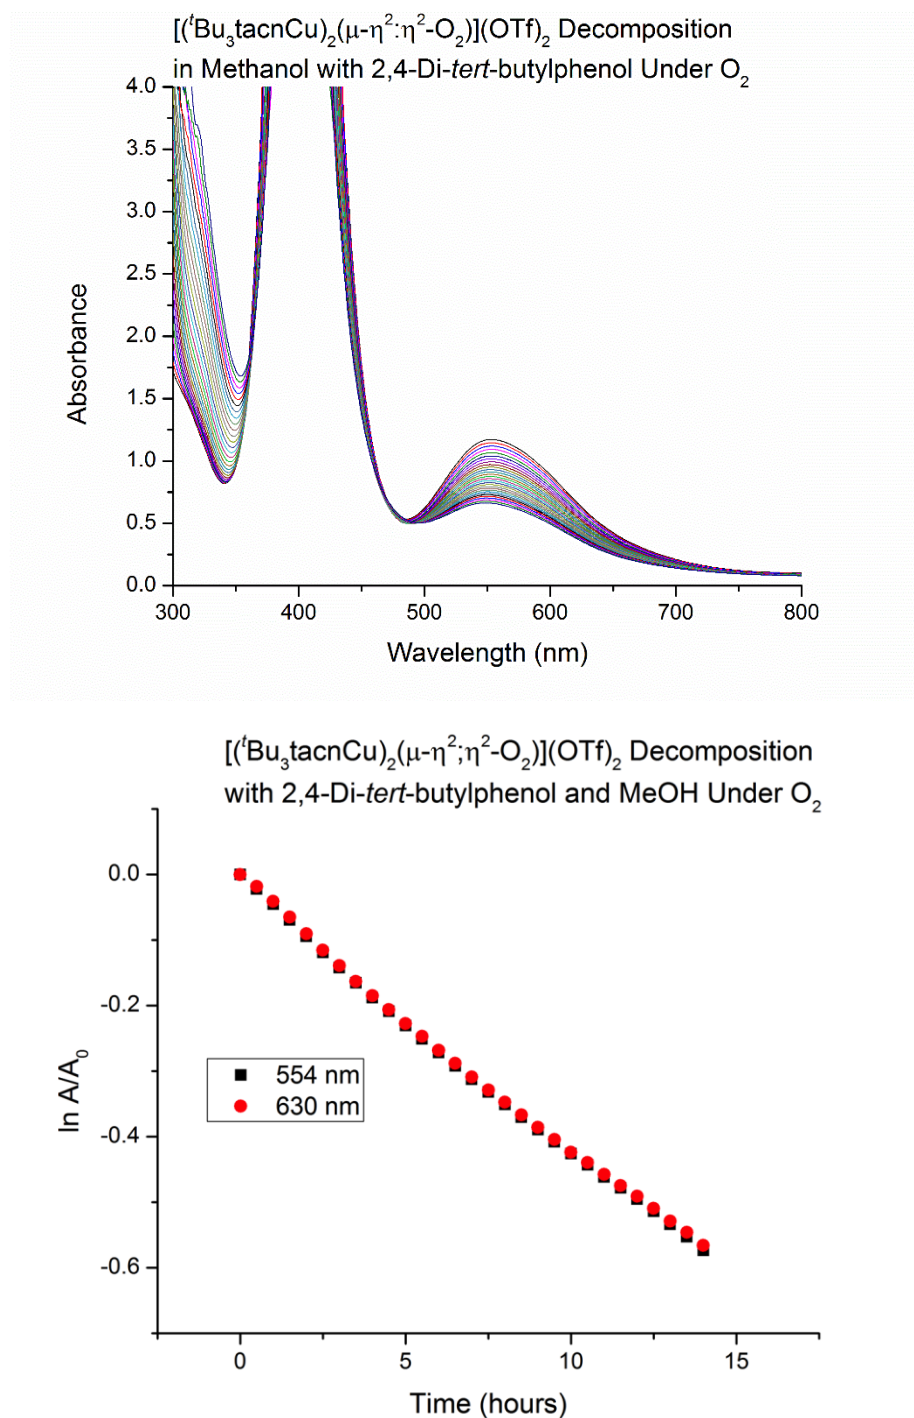 [(ᵗBu₃tacnCu)₂(μ-η²:η²-O₂)](OTf)₂ Decomposition
in Methanol with 2,4-Di-tert-butylphenol Under O₂
4.0
3.5
3.0
2.5
2.0
1.5
1.0
0.5
0.0
Absorbance
300 400 500 600 700 800
Wavelength (nm)
[(ᵗBu₃tacnCu)₂(μ-η²;η²-O₂)](OTf)₂ Decomposition
with 2,4-Di-tert-butylphenol and MeOH Under O₂
0.0
-0.2
-0.4
-0.6
ln A/A₀
554 nm
630 nm
0 5 10 15
Time (hours)